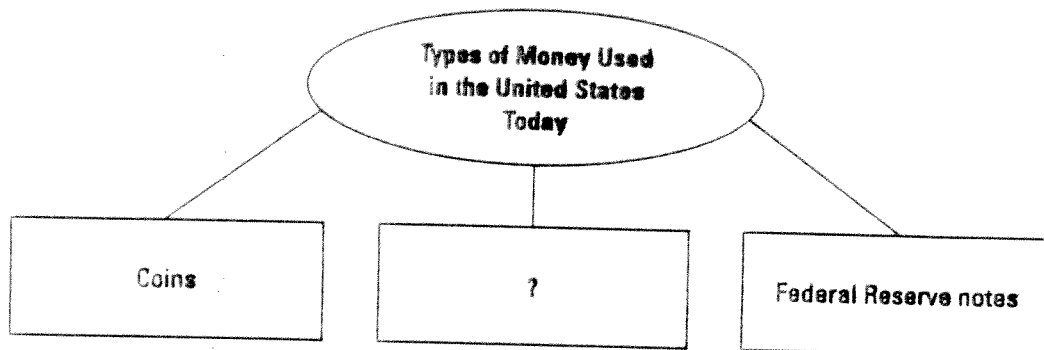 Types of Money Used
in the United States
Today
Coins
?
Federal Reserve notes